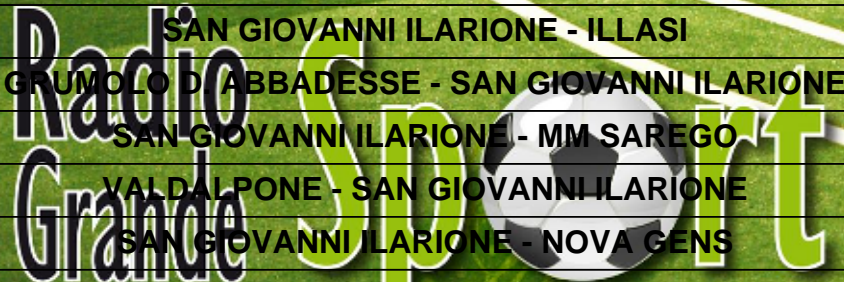 SAN GIOVANNI ILARIONE - ILLASI
GRUMOLO D. ABBADESSE - SAN GIOVANNI ILARIONE
SAN GIOVANNI ILARIONE - MM SAREGO
VALDALPONE - SAN GIOVANNI ILARIONE
SAN GIOVANNI ILARIONE - NOVA GENS
Radio
Grande
Sport